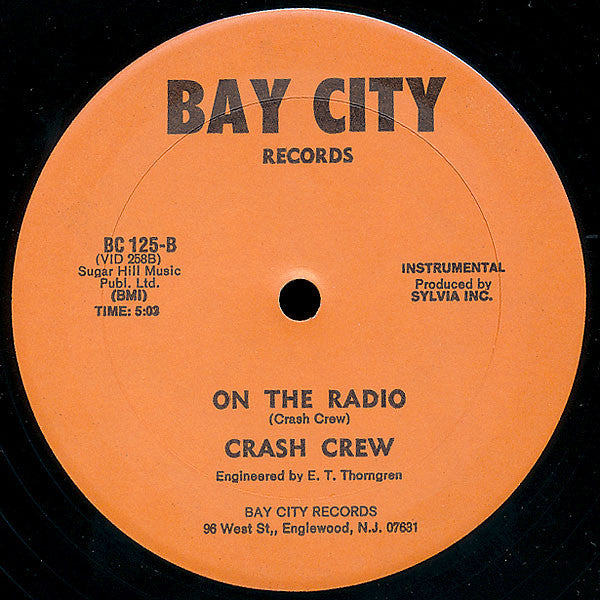 BAY CITY
RECORDS
BC 125-B
(VID 258B)
Sugar Hill Music
Publ. Ltd.
(BMI)
TIME: 5:03
INSTRUMENTAL
Produced by
SYLVIA INC.
ON THE RADIO
(Crash Crew)
CRASH CREW
Engineered by E. T. Thorngren
BAY CITY RECORDS
96 West St,, Englewood, N.J. 07631